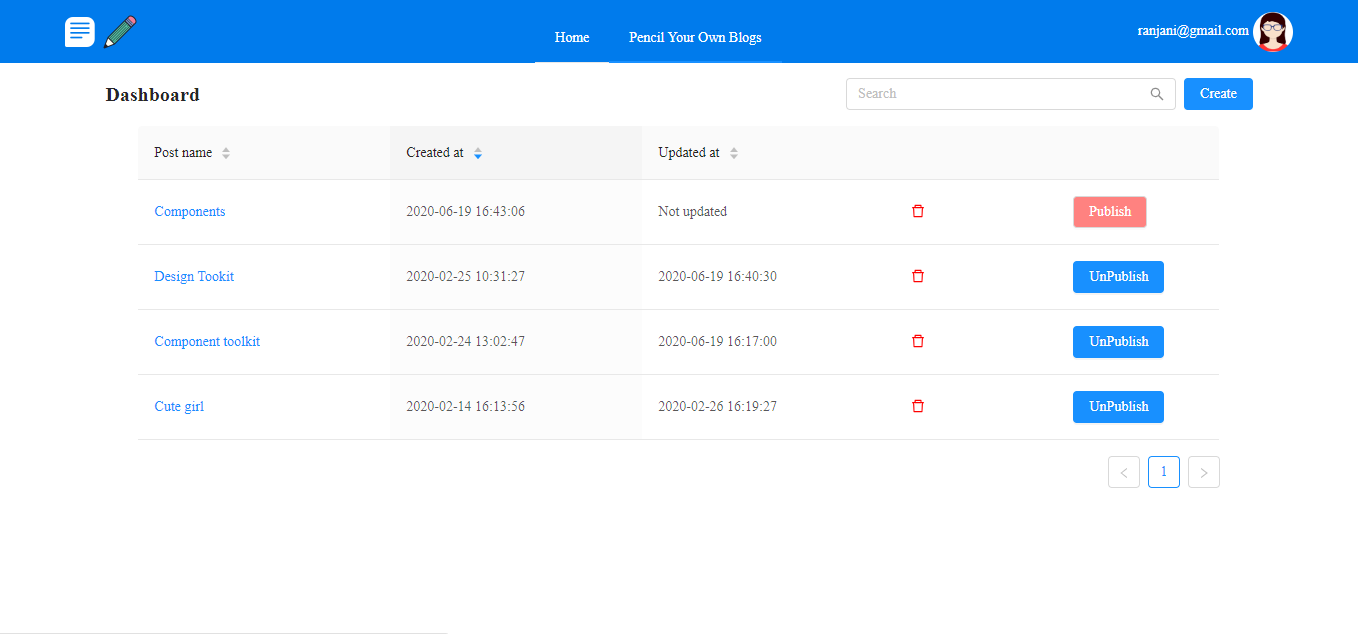 Home Pencil Your Own Blogs ranjani@gmail.com
Dashboard Search Create
Post name Created at Updated at
Components 2020-06-19 16:43:06 Not updated Publish
Design Tookit 2020-02-25 10:31:27 2020-06-19 16:40:30 UnPublish
Component toolkit 2020-02-24 13:02:47 2020-06-19 16:17:00 UnPublish
Cute girl 2020-02-14 16:13:56 2020-02-26 16:19:27 UnPublish
< 1 >